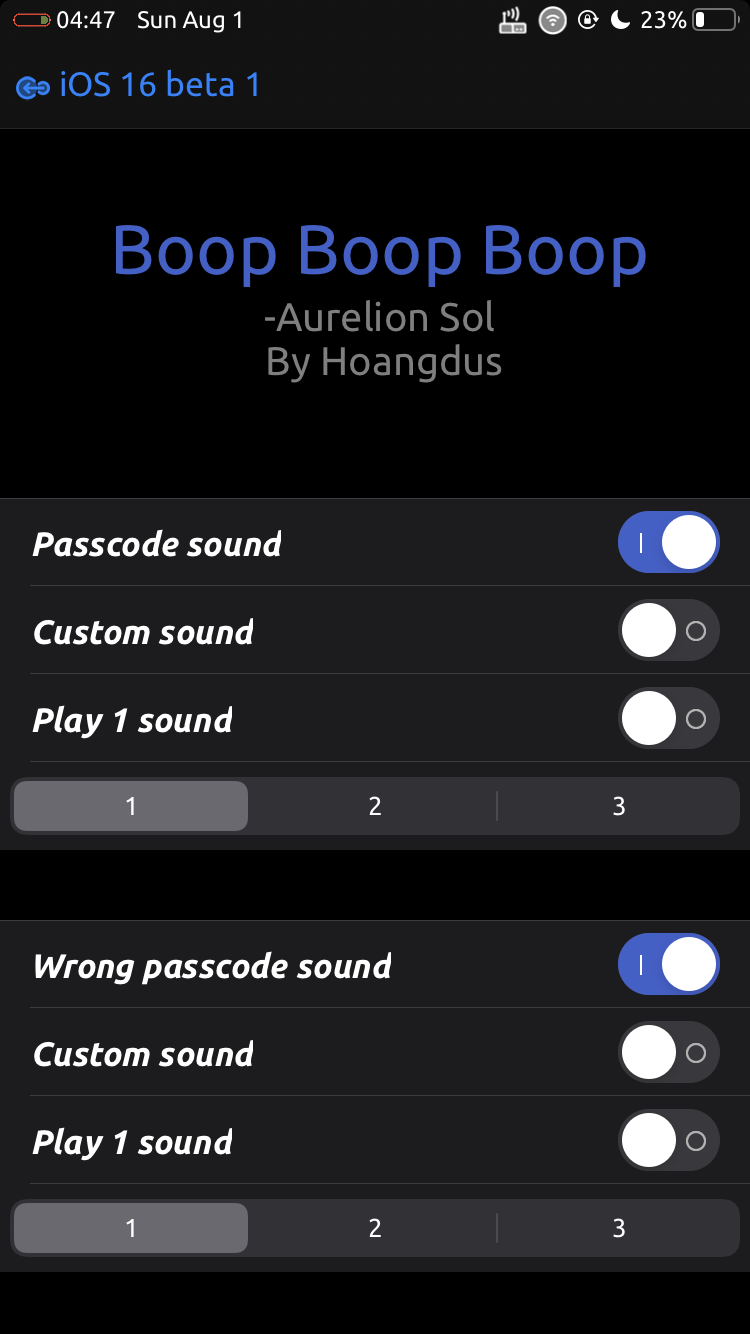 04:47 Sun Aug 1 23%
iOS 16 beta 1
Boop Boop Boop
-Aurelion Sol
By Hoangdus
Passcode sound
Custom sound
Play 1 sound
1 2 3
Wrong passcode sound
Custom sound
Play 1 sound
1 2 3